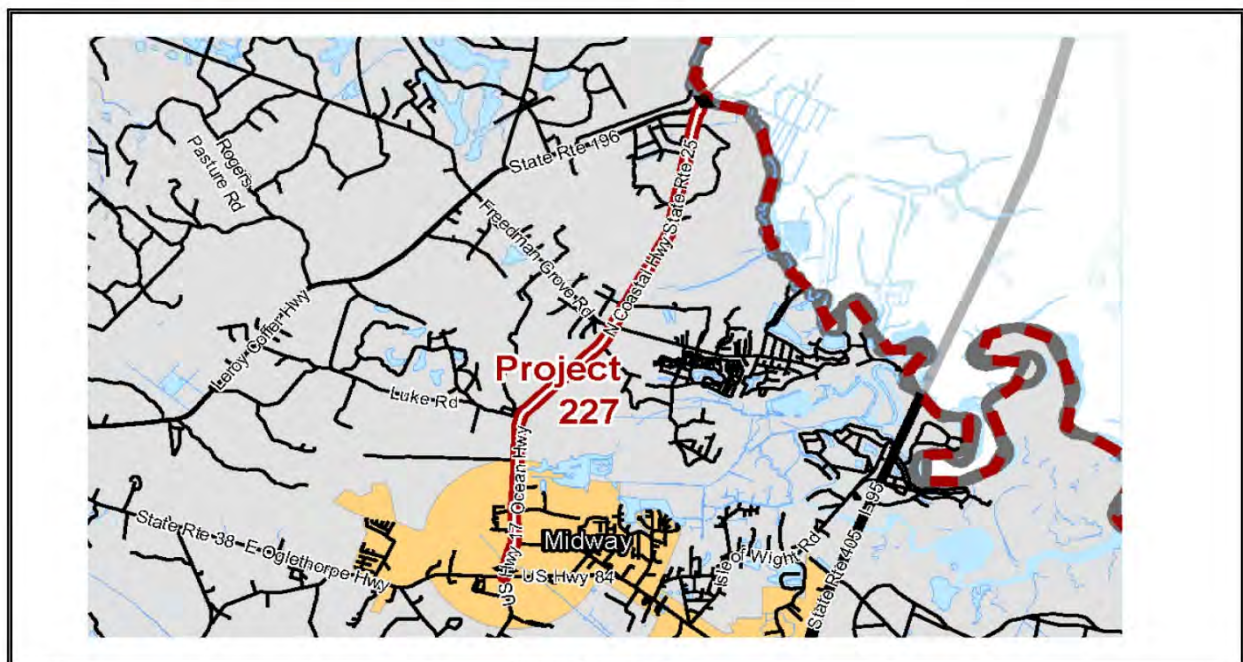 State Rte 196
Rogers
Pasture Rd
N Coastal Hwy State Rte 25
Freedman Grove Rd
Leroy Coffer Hwy
Project
227
Luke Rd
US Hwy 17 Ocean Hwy
State Rte 38 E Oglethorpe Hwy
Midway
US Hwy 84
Isle of Wight Rd
State Rte 405 I-95